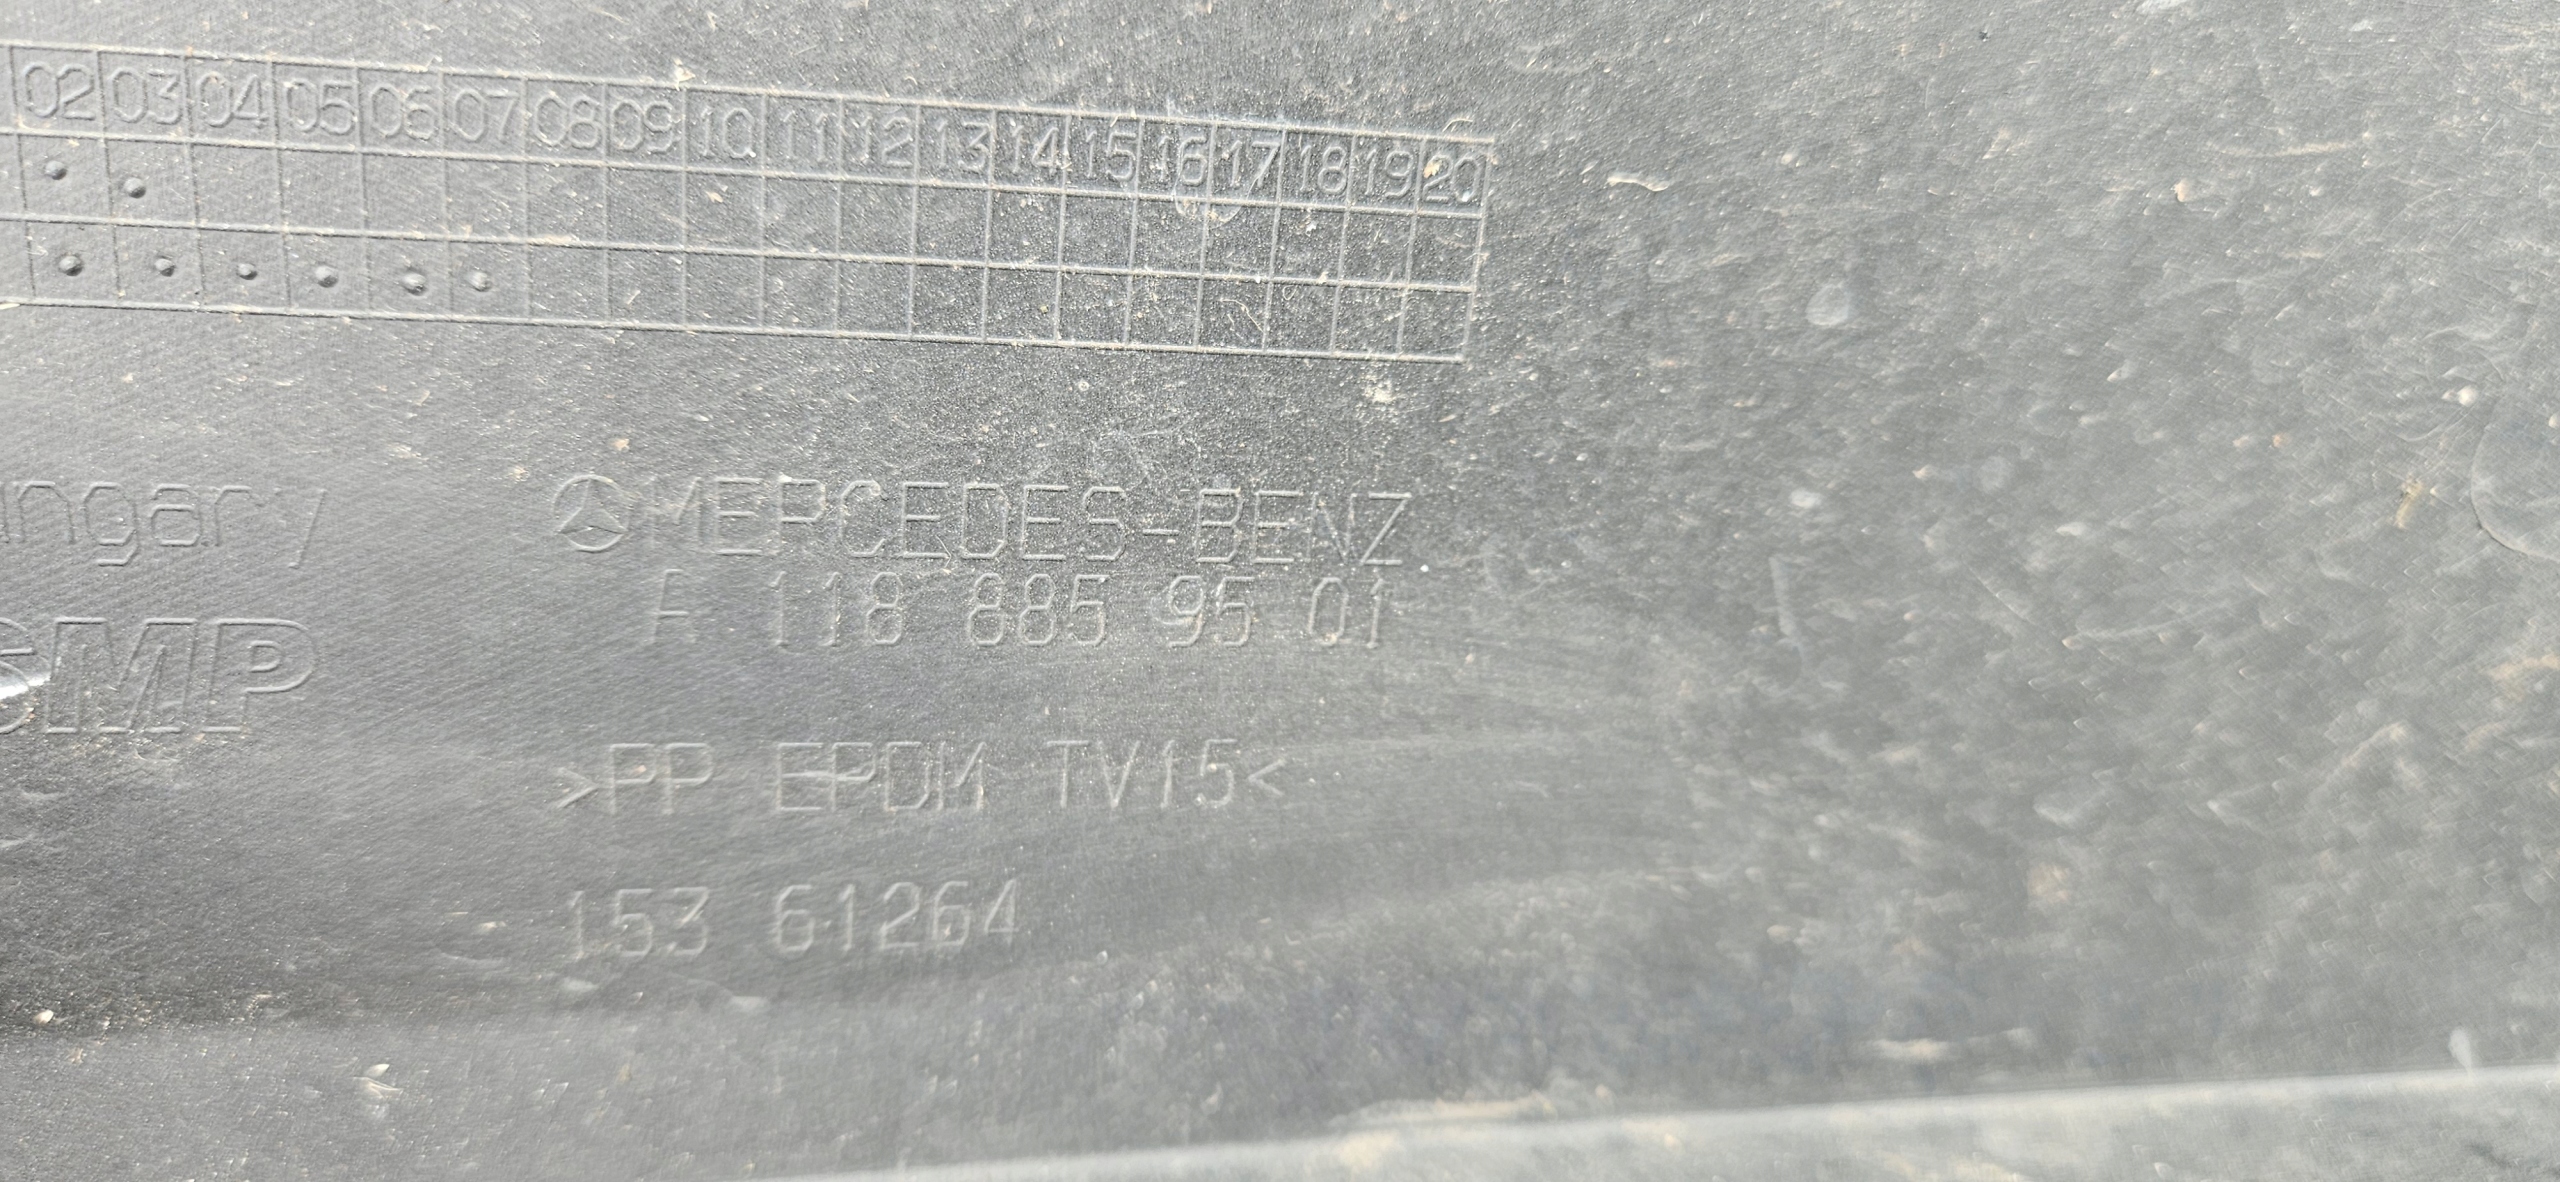 02 03 04 05 06 07 08 09 10 11 12 13 14 15 16 17 18 19 20
ungary
MERCEDES-BENZ
A 118 885 95 01
SMP
>PP EPDM TV15<
153 61264